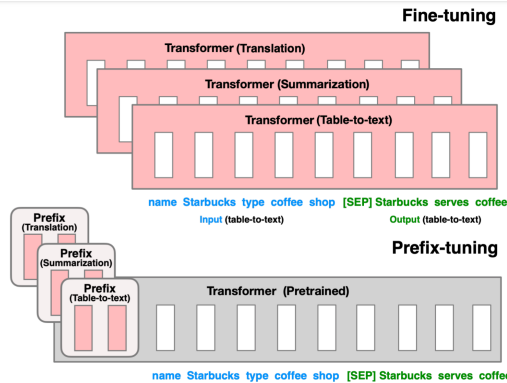 Fine-tuning
Transformer (Translation)
Transformer (Summarization)
Transformer (Table-to-text)
name Starbucks type coffee shop [SEP] Starbucks serves coffee
Input (table-to-text) Output (table-to-text)
Prefix-tuning
Prefix
(Translation)
Prefix
(Summarization)
Prefix
(Table-to-text)
Transformer (Pretrained)
name Starbucks type coffee shop [SEP] Starbucks serves coffee